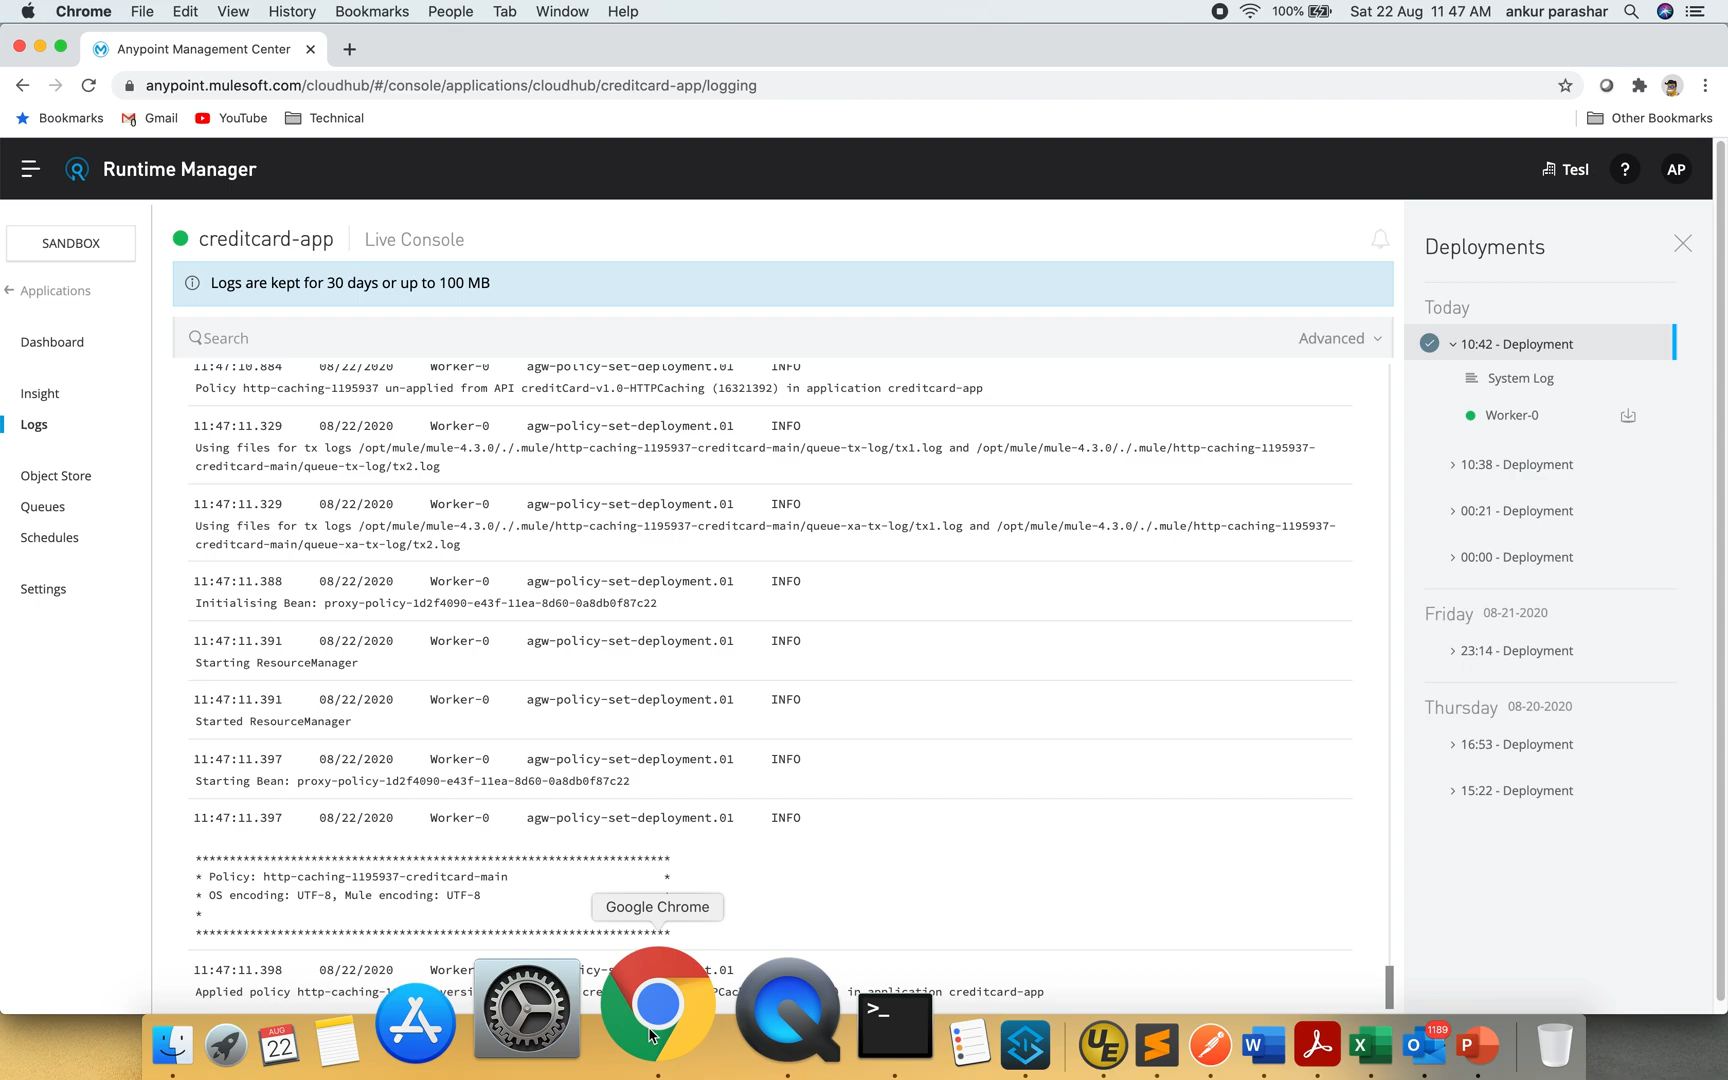 Chrome File Edit View History Bookmarks People Tab Window Help 100% Sat 22 Aug 11 47 AM ankur parashar
Anypoint Management Center
anypoint.mulesoft.com/cloudhub/#/console/applications/cloudhub/creditcard-app/logging
Bookmarks Gmail YouTube Technical Other Bookmarks
Runtime Manager Tesl ? AP
SANDBOX
Applications
Dashboard
Insight
Logs
Object Store
Queues
Schedules
Settings
creditcard-app Live Console
Logs are kept for 30 days or up to 100 MB
Search Advanced
11:47:10.884 08/22/2020 Worker-0 agw-policy-set-deployment.01 INFO
Policy http-caching-1195937 un-applied from API creditCard-v1.0-HTTPCaching (16321392) in application creditcard-app
11:47:11.329 08/22/2020 Worker-0 agw-policy-set-deployment.01 INFO
Using files for tx logs /opt/mule/mule-4.3.0/./.mule/http-caching-1195937-creditcard-main/queue-tx-log/tx1.log and /opt/mule/mule-4.3.0/./.mule/http-caching-1195937-
creditcard-main/queue-tx-log/tx2.log
11:47:11.329 08/22/2020 Worker-0 agw-policy-set-deployment.01 INFO
Using files for tx logs /opt/mule/mule-4.3.0/./.mule/http-caching-1195937-creditcard-main/queue-xa-tx-log/tx1.log and /opt/mule/mule-4.3.0/./.mule/http-caching-1195937-
creditcard-main/queue-xa-tx-log/tx2.log
11:47:11.388 08/22/2020 Worker-0 agw-policy-set-deployment.01 INFO
Initialising Bean: proxy-policy-1d2f4090-e43f-11ea-8d60-0a8db0f87c22
11:47:11.391 08/22/2020 Worker-0 agw-policy-set-deployment.01 INFO
Starting ResourceManager
11:47:11.391 08/22/2020 Worker-0 agw-policy-set-deployment.01 INFO
Started ResourceManager
11:47:11.397 08/22/2020 Worker-0 agw-policy-set-deployment.01 INFO
Starting Bean: proxy-policy-1d2f4090-e43f-11ea-8d60-0a8db0f87c22
11:47:11.397 08/22/2020 Worker-0 agw-policy-set-deployment.01 INFO
**********************************************************************
* Policy: http-caching-1195937-creditcard-main *
* OS encoding: UTF-8, Mule encoding: UTF-8
*
**********************************************************************
11:47:11.398 08/22/2020 Worker t.01
Applied policy http-caching-1 in application creditcard-app
Deployments
Today
10:42 - Deployment
System Log
Worker-0
10:38 - Deployment
00:21 - Deployment
00:00 - Deployment
Friday 08-21-2020
23:14 - Deployment
Thursday 08-20-2020
16:53 - Deployment
15:22 - Deployment
Google Chrome
AUG
22
>_
UE
W
X
O
1189
P